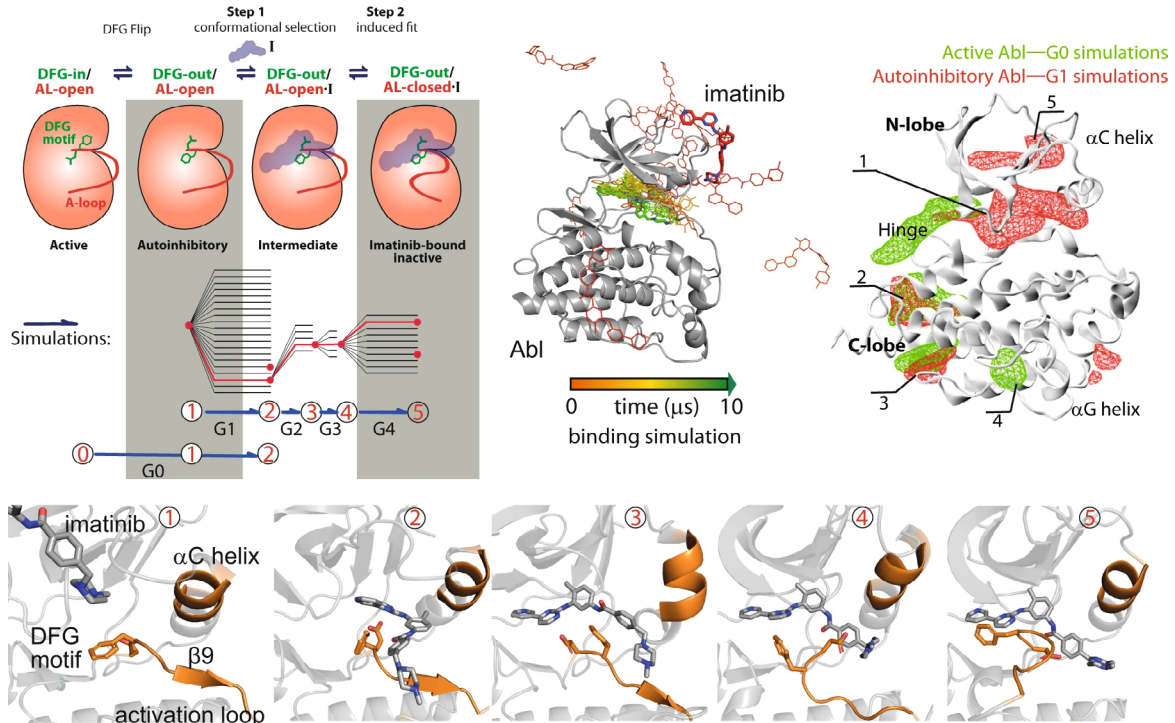 Step 1
Step 2
DFG Flip
conformational selection
induced fit
I
DFG-in/
AL-open
DFG-out/
AL-open
DFG-out/
AL-open·I
DFG-out/
AL-closed·I
DFG
motif
A-loop
Active
Autoinhibitory
Intermediate
Imatinib-bound
inactive
Simulations:
1
2
3
4
5
G1
G2
G3
G4
0
1
2
G0
imatinib
Abl
0
time (μs)
10
binding simulation
Active Abl—G0 simulations
Autoinhibitory Abl—G1 simulations
N-lobe
5
αC helix
1
Hinge
2
C-lobe
3
4
αG helix
imatinib
1
αC helix
DFG
motif
β9
activation loop
2
3
4
5